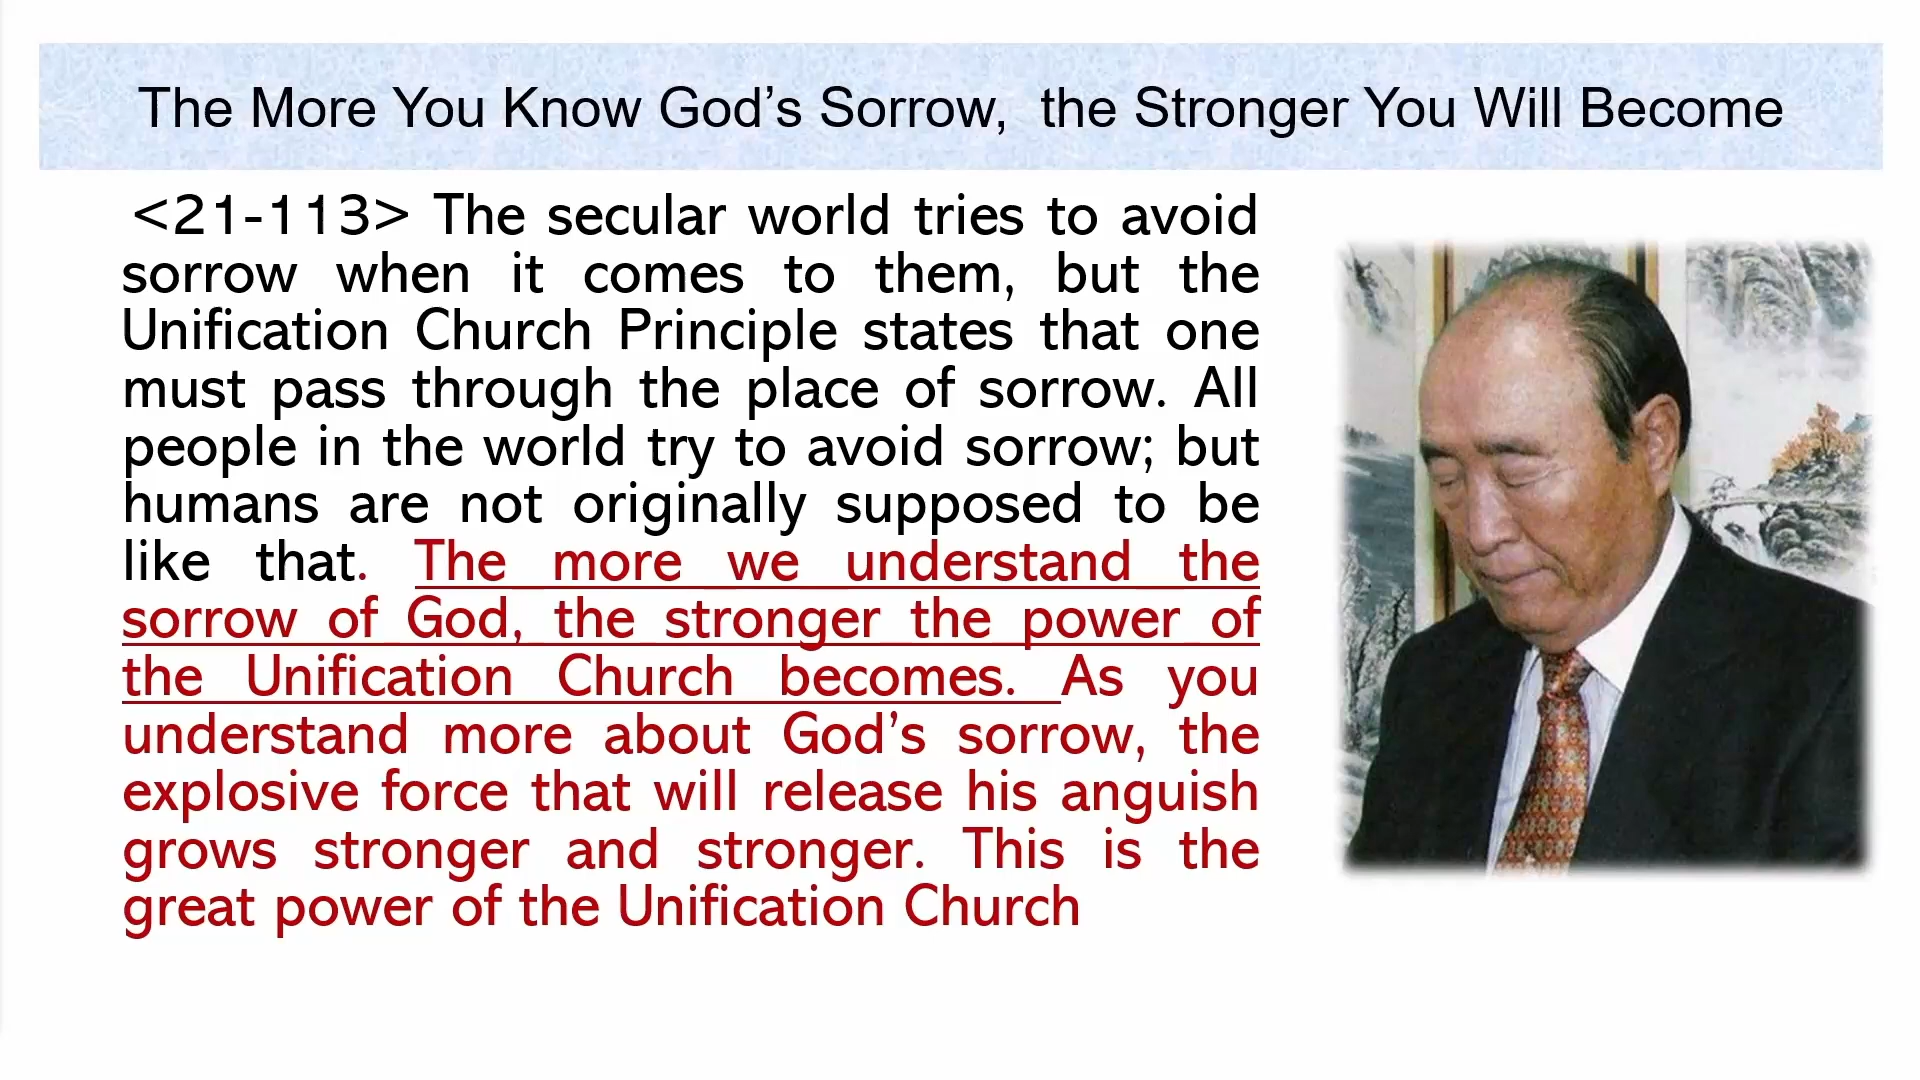 The More You Know God’s Sorrow, the Stronger You Will Become
<21-113> The secular world tries to avoid
sorrow when it comes to them, but the
Unification Church Principle states that one
must pass through the place of sorrow. All
people in the world try to avoid sorrow; but
humans are not originally supposed to be
like that. The more we understand the
sorrow of God, the stronger the power of
the Unification Church becomes. As you
understand more about God’s sorrow, the
explosive force that will release his anguish
grows stronger and stronger. This is the
great power of the Unification Church